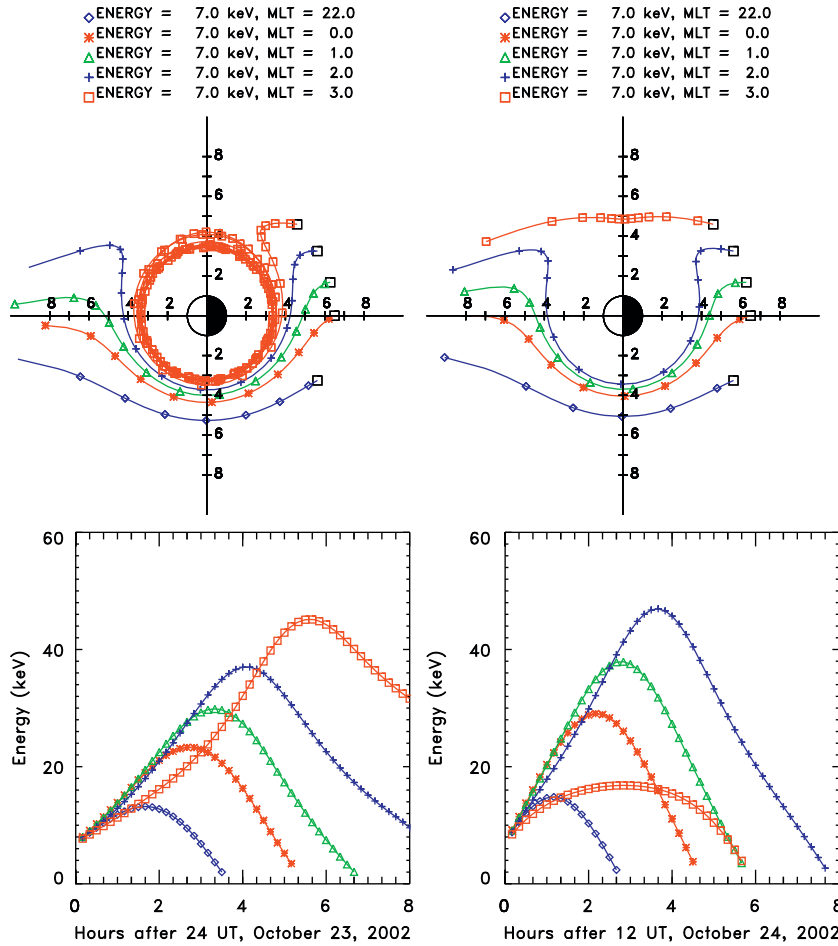 ENERGY = 7.0 keV, MLT = 22.0
ENERGY = 7.0 keV, MLT = 0.0
ENERGY = 7.0 keV, MLT = 1.0
ENERGY = 7.0 keV, MLT = 2.0
ENERGY = 7.0 keV, MLT = 3.0
ENERGY = 7.0 keV, MLT = 22.0
ENERGY = 7.0 keV, MLT = 0.0
ENERGY = 7.0 keV, MLT = 1.0
ENERGY = 7.0 keV, MLT = 2.0
ENERGY = 7.0 keV, MLT = 3.0
8
6
4
2
8 6 4 2 2 4 6 8
2
4
6
8
8
6
4
2
8 6 4 2 2 4 6 8
2
4
6
8
60
40
20
0
Energy (keV)
0 2 4 6 8
Hours after 24 UT, October 23, 2002
60
40
20
0
Energy (keV)
0 2 4 6 8
Hours after 12 UT, October 24, 2002